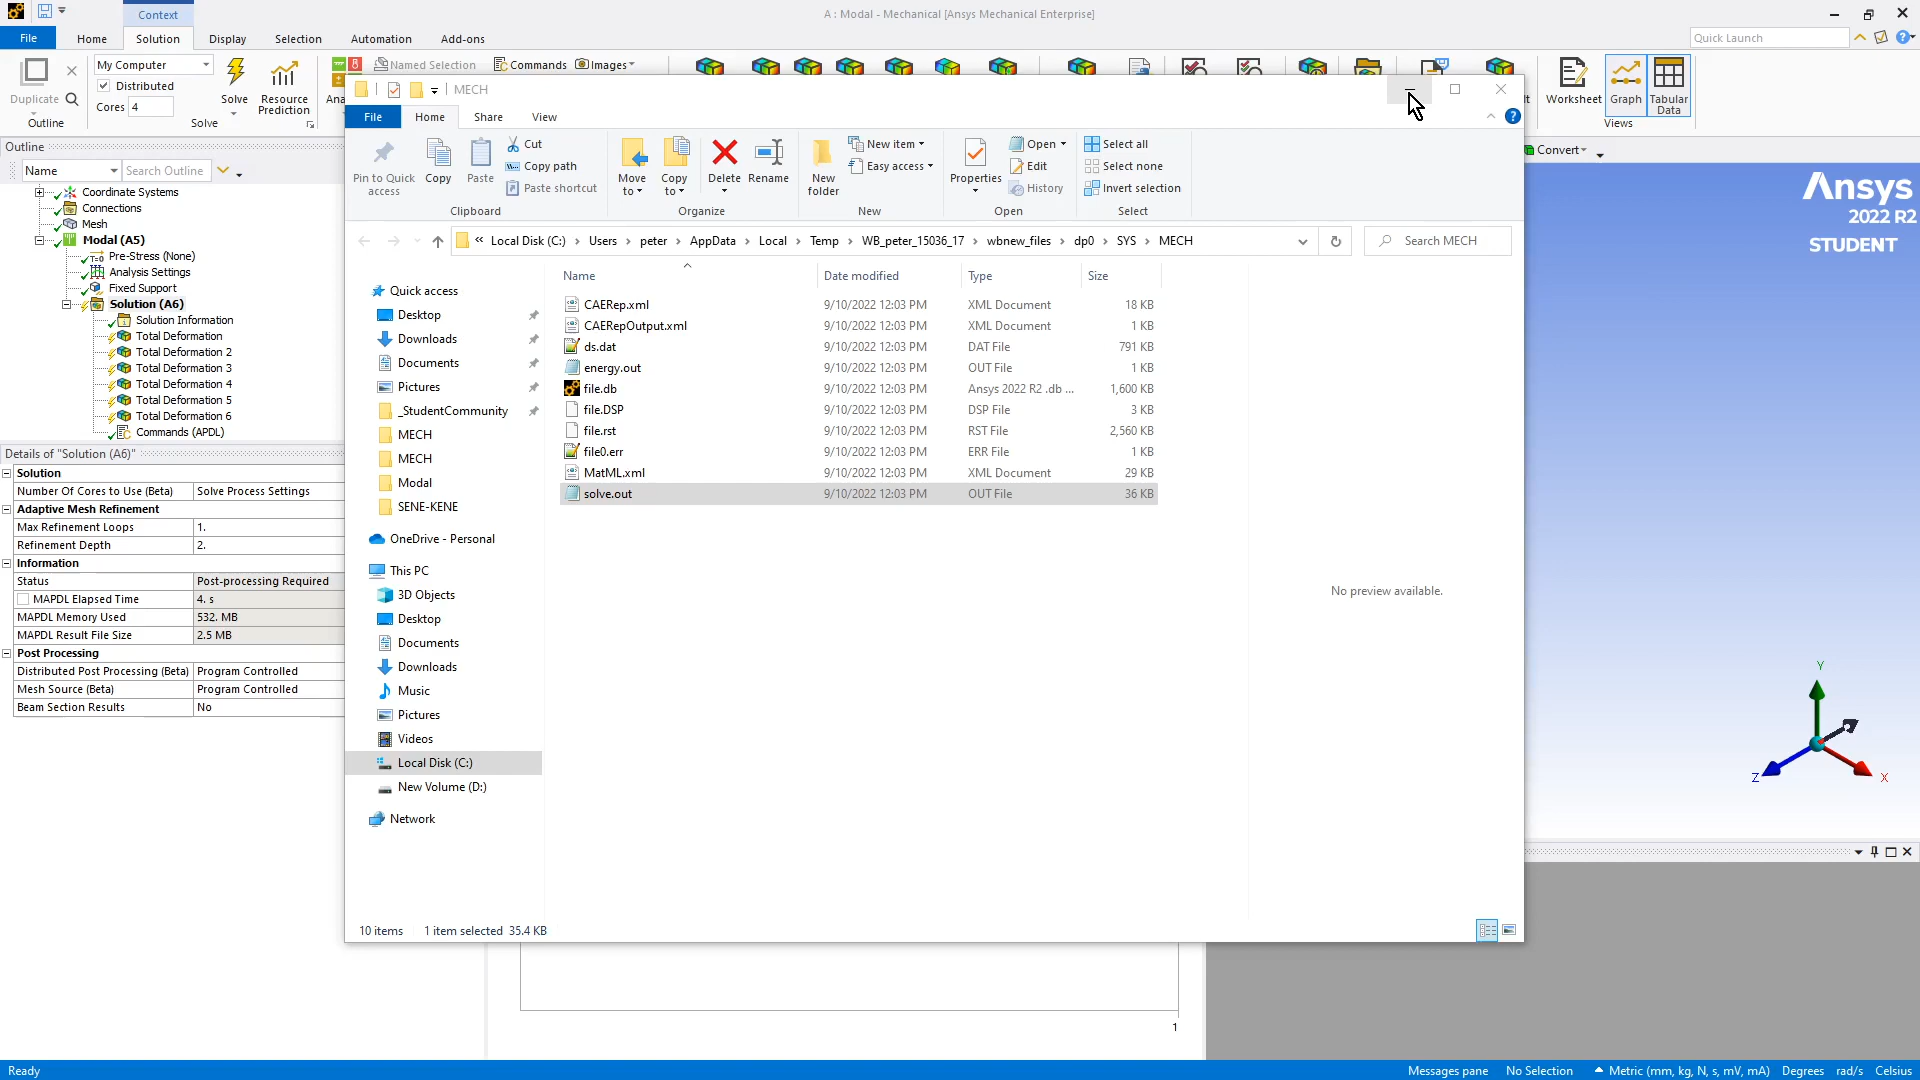 Context
A : Modal - Mechanical [Ansys Mechanical Enterprise]
File
Home
Solution
Display
Selection
Automation
Add-ons
Quick Launch
Duplicate
Outline
My Computer
Distributed
Cores 4
Solve
Resource
Prediction
Solve
Named Selection
Commands
Images
Worksheet
Graph
Tabular
Data
Views
Convert
Outline
Name
Search Outline
Coordinate Systems
Connections
Mesh
Modal (A5)
Pre-Stress (None)
Analysis Settings
Fixed Support
Solution (A6)
Solution Information
Total Deformation
Total Deformation 2
Total Deformation 3
Total Deformation 4
Total Deformation 5
Total Deformation 6
Commands (APDL)
Details of "Solution (A6)"
Solution
Number Of Cores to Use (Beta) Solve Process Settings
Adaptive Mesh Refinement
Max Refinement Loops 1.
Refinement Depth 2.
Information
Status Post-processing Required
MAPDL Elapsed Time 4. s
MAPDL Memory Used 532. MB
MAPDL Result File Size 2.5 MB
Post Processing
Distributed Post Processing (Beta) Program Controlled
Mesh Source (Beta) Program Controlled
Beam Section Results No
MECH
File
Home
Share
View
Pin to Quick
access
Copy
Paste
Cut
Copy path
Paste shortcut
Clipboard
Move
to
Copy
to
Delete
Rename
Organize
New
folder
New item
Easy access
New
Properties
Open
Edit
History
Open
Select all
Select none
Invert selection
Select
« Local Disk (C:) › Users › peter › AppData › Local › Temp › WB_peter_15036_17 › wbnew_files › dp0 › SYS › MECH
Search MECH
Quick access
Desktop
Downloads
Documents
Pictures
_StudentCommunity
MECH
MECH
Modal
SENE-KENE
OneDrive - Personal
This PC
3D Objects
Desktop
Documents
Downloads
Music
Pictures
Videos
Local Disk (C:)
New Volume (D:)
Network
Name Date modified Type Size
CAERep.xml 9/10/2022 12:03 PM XML Document 18 KB
CAERepOutput.xml 9/10/2022 12:03 PM XML Document 1 KB
ds.dat 9/10/2022 12:03 PM DAT File 791 KB
energy.out 9/10/2022 12:03 PM OUT File 1 KB
file.db 9/10/2022 12:03 PM Ansys 2022 R2 .db ... 1,600 KB
file.DSP 9/10/2022 12:03 PM DSP File 3 KB
file.rst 9/10/2022 12:03 PM RST File 2,560 KB
file0.err 9/10/2022 12:03 PM ERR File 1 KB
MatML.xml 9/10/2022 12:03 PM XML Document 29 KB
solve.out 9/10/2022 12:03 PM OUT File 36 KB
No preview available.
10 items 1 item selected 35.4 KB
Ansys
2022 R2
STUDENT
Y
Z
X
1
Ready
Messages pane
No Selection
Metric (mm, kg, N, s, mV, mA)
Degrees
rad/s
Celsius